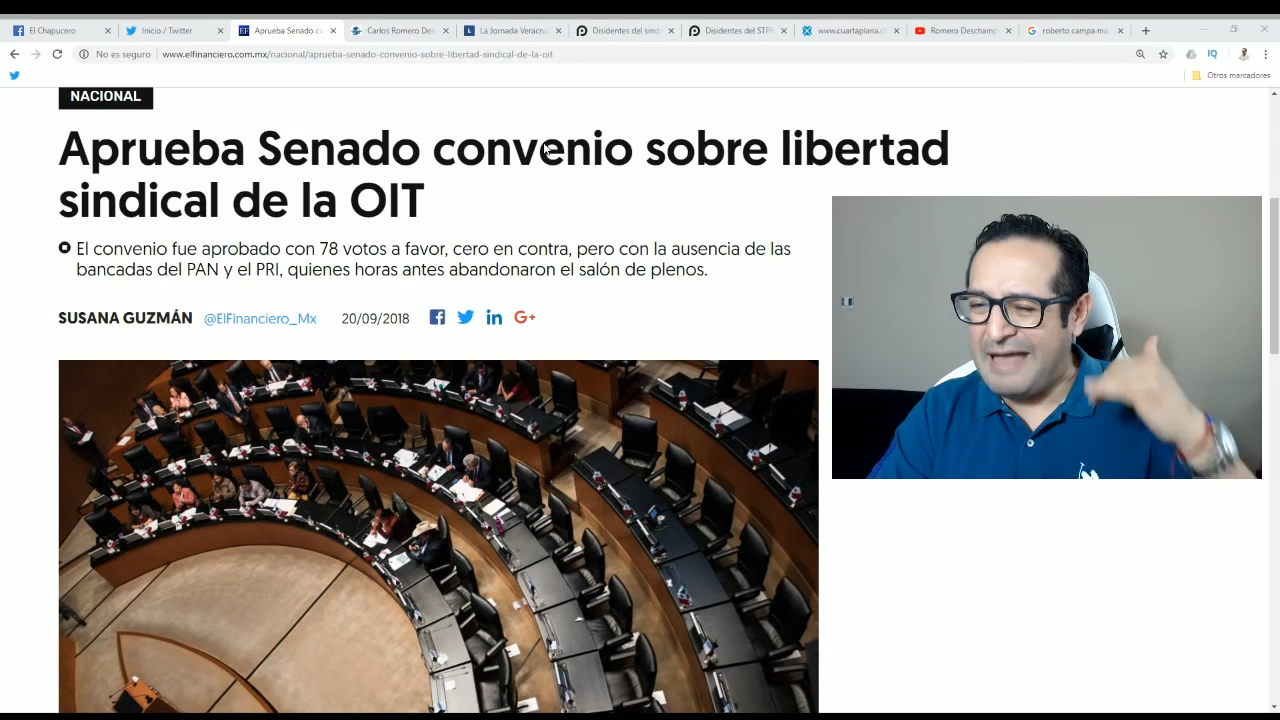 El Chapucero
Inicio / Twitter
Aprueba Senado co
Carlos Romero De
La Jornada Veracru
Disidentes del sind
Disidentes del STPR
www.cuartaplana.c
Romero Deschamp
roberto campa ma
No es seguro | www.elfinanciero.com.mx/nacional/aprueba-senado-convenio-sobre-libertad-sindical-de-la-oit
IQ
Otros marcadores
NACIONAL
Aprueba Senado convenio sobre libertad
sindical de la OIT
El convenio fue aprobado con 78 votos a favor, cero en contra, pero con la ausencia de las
bancadas del PAN y el PRI, quienes horas antes abandonaron el salón de plenos.
SUSANA GUZMÁN @ElFinanciero_Mx 20/09/2018 G+